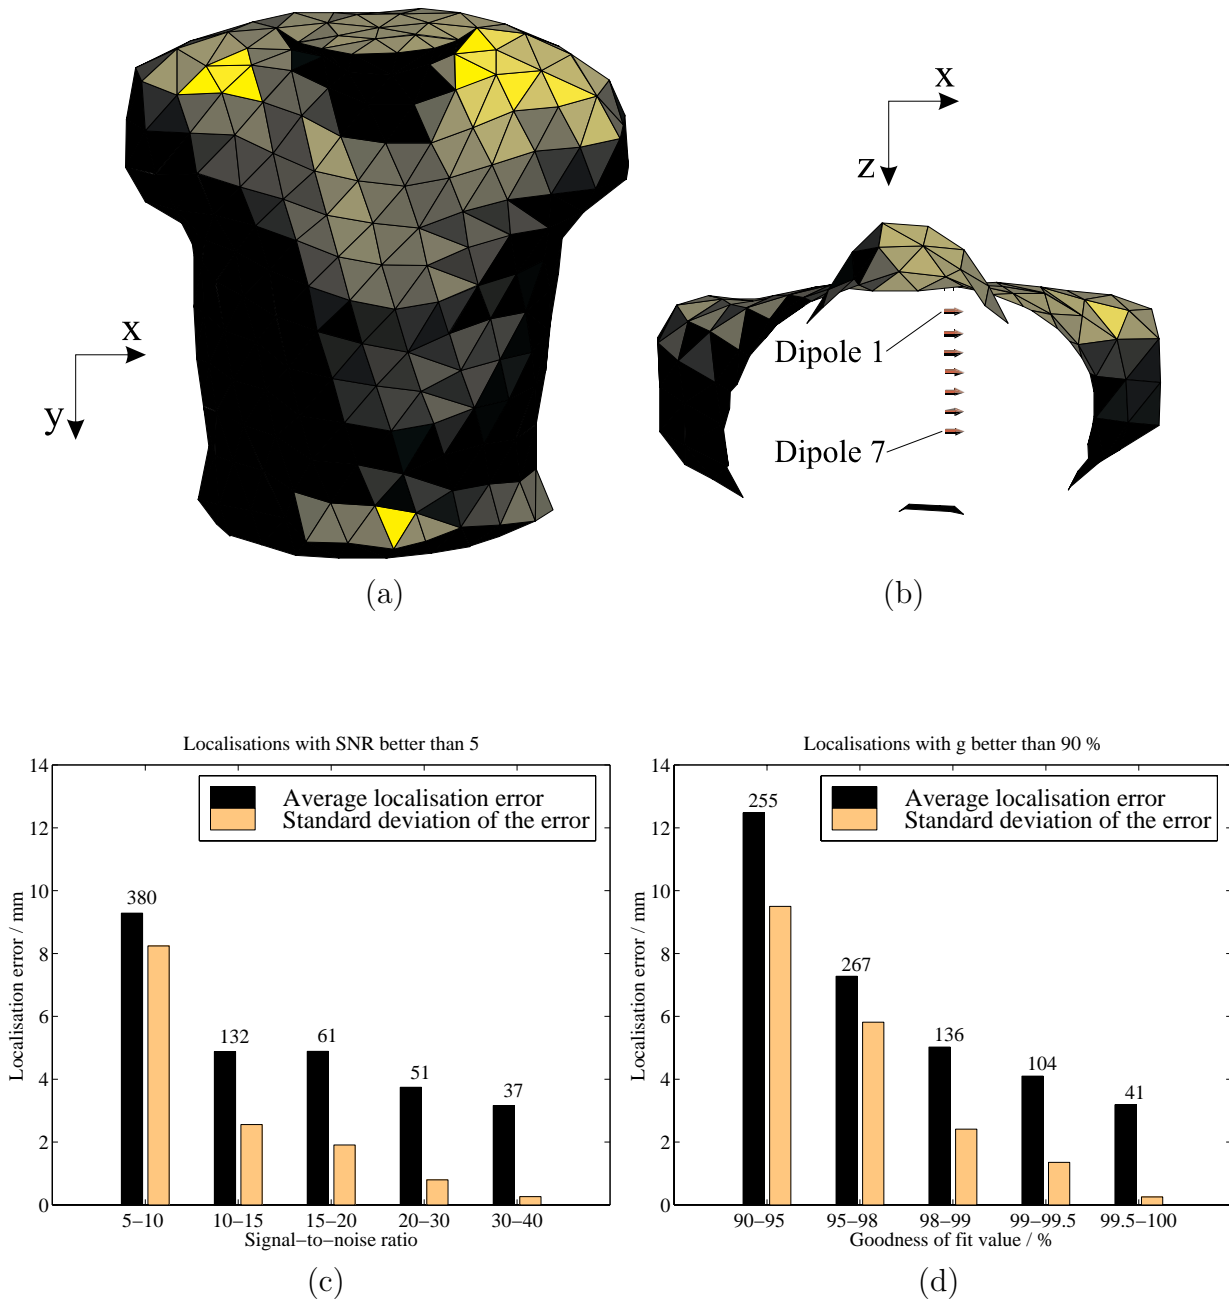 x
y
(a)
x
z
Dipole 1
Dipole 7
(b)
Localisations with SNR better than 5
14
12
10
8
6
4
2
0
Localisation error / mm
Average localisation error
Standard deviation of the error
380
132
61
51
37
5−10
10−15
15−20
20−30
30−40
Signal−to−noise ratio
(c)
Localisations with g better than 90 %
14
12
10
8
6
4
2
0
Localisation error / mm
Average localisation error
Standard deviation of the error
255
267
136
104
41
90−95
95−98
98−99
99−99.5
99.5−100
Goodness of fit value / %
(d)